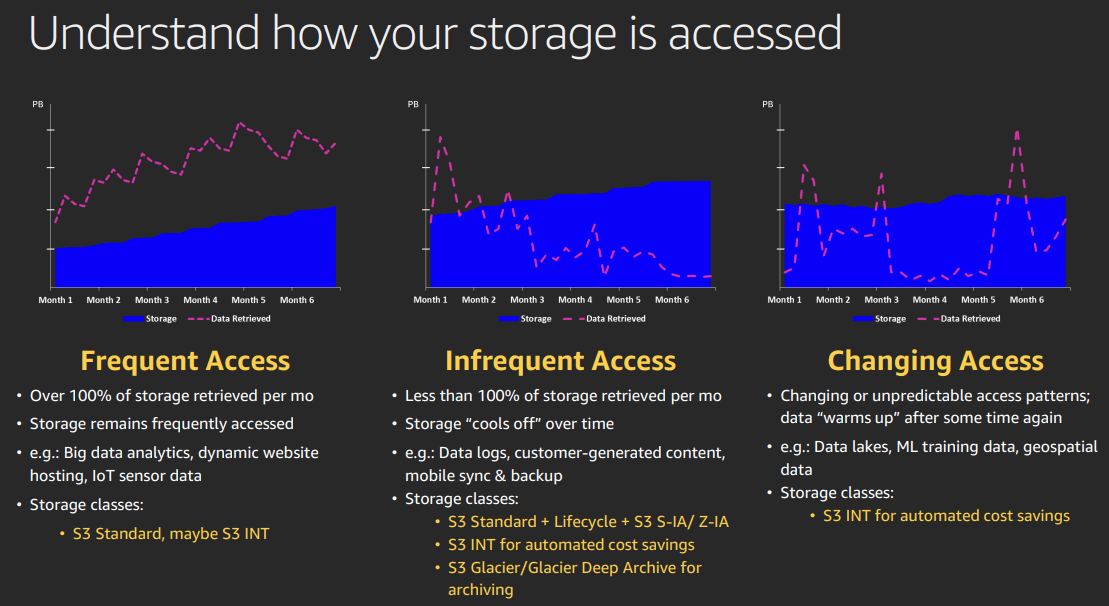 Understand how your storage is accessed
PB
Month 1 Month 2 Month 3 Month 4 Month 5 Month 6
Storage Data Retrieved
PB
Month 1 Month 2 Month 3 Month 4 Month 5 Month 6
Storage Data Retrieved
PB
Month 1 Month 2 Month 3 Month 4 Month 5 Month 6
Storage Data Retrieved
Frequent Access
• Over 100% of storage retrieved per mo
• Storage remains frequently accessed
• e.g.: Big data analytics, dynamic website
hosting, IoT sensor data
• Storage classes:
• S3 Standard, maybe S3 INT
Infrequent Access
• Less than 100% of storage retrieved per mo
• Storage “cools off” over time
• e.g.: Data logs, customer-generated content,
mobile sync & backup
• Storage classes:
• S3 Standard + Lifecycle + S3 S-IA/ Z-IA
• S3 INT for automated cost savings
• S3 Glacier/Glacier Deep Archive for
archiving
Changing Access
• Changing or unpredictable access patterns;
data “warms up” after some time again
• e.g.: Data lakes, ML training data, geospatial
data
• Storage classes:
• S3 INT for automated cost savings